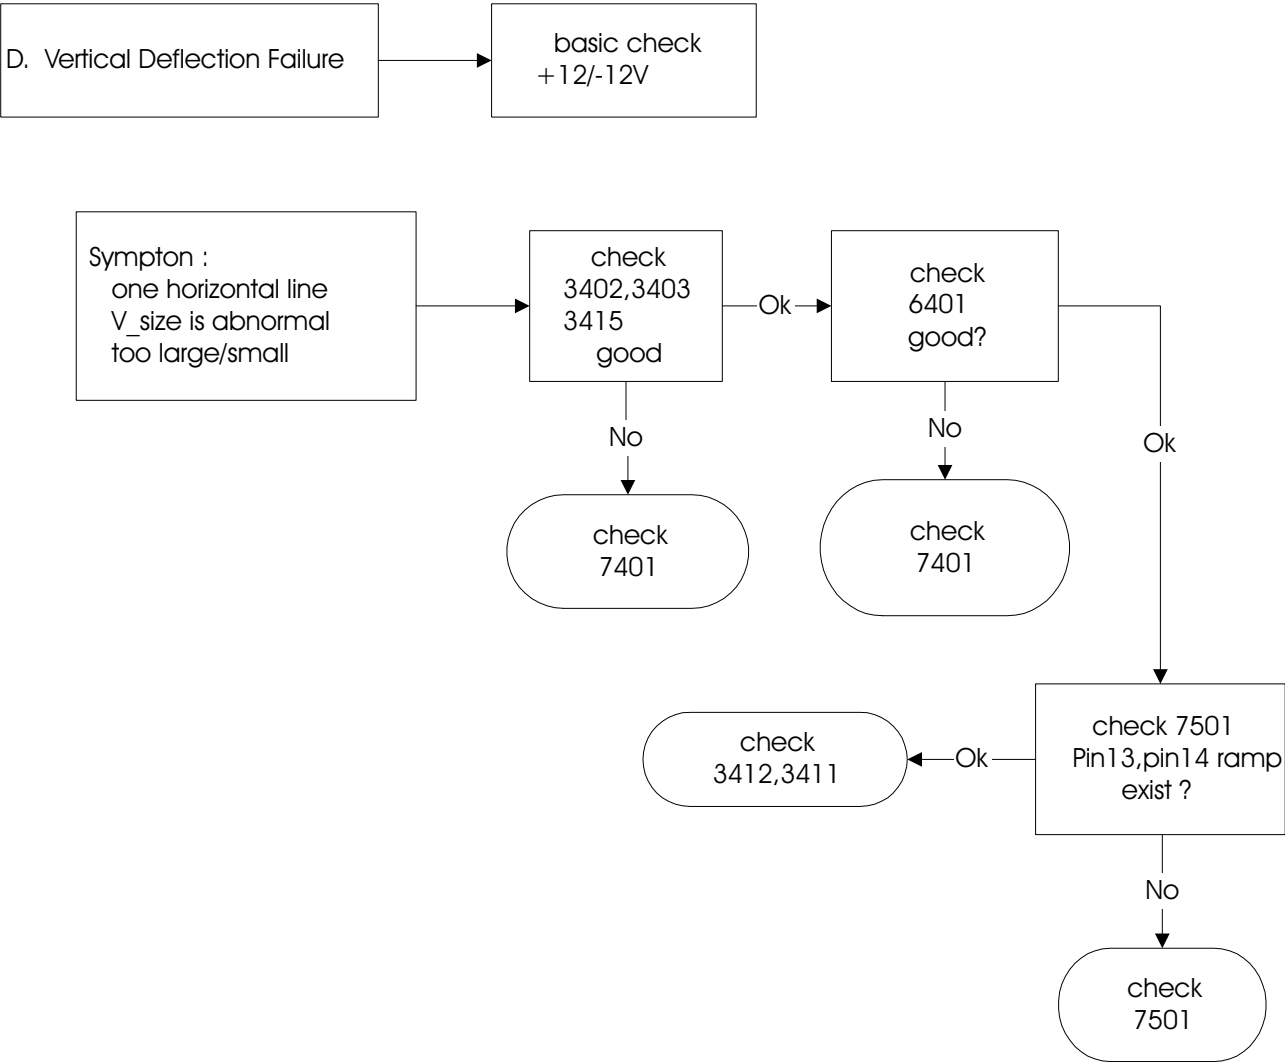 D. Vertical Deflection Failure
basic check
+12/-12V
Sympton :
one horizontal line
V_size is abnormal
too large/small
check
3402,3403
3415
good
Ok
check
6401
good?
No
check
7401
No
check
7401
Ok
check 7501
Pin13,pin14 ramp
exist ?
Ok
check
3412,3411
No
check
7501